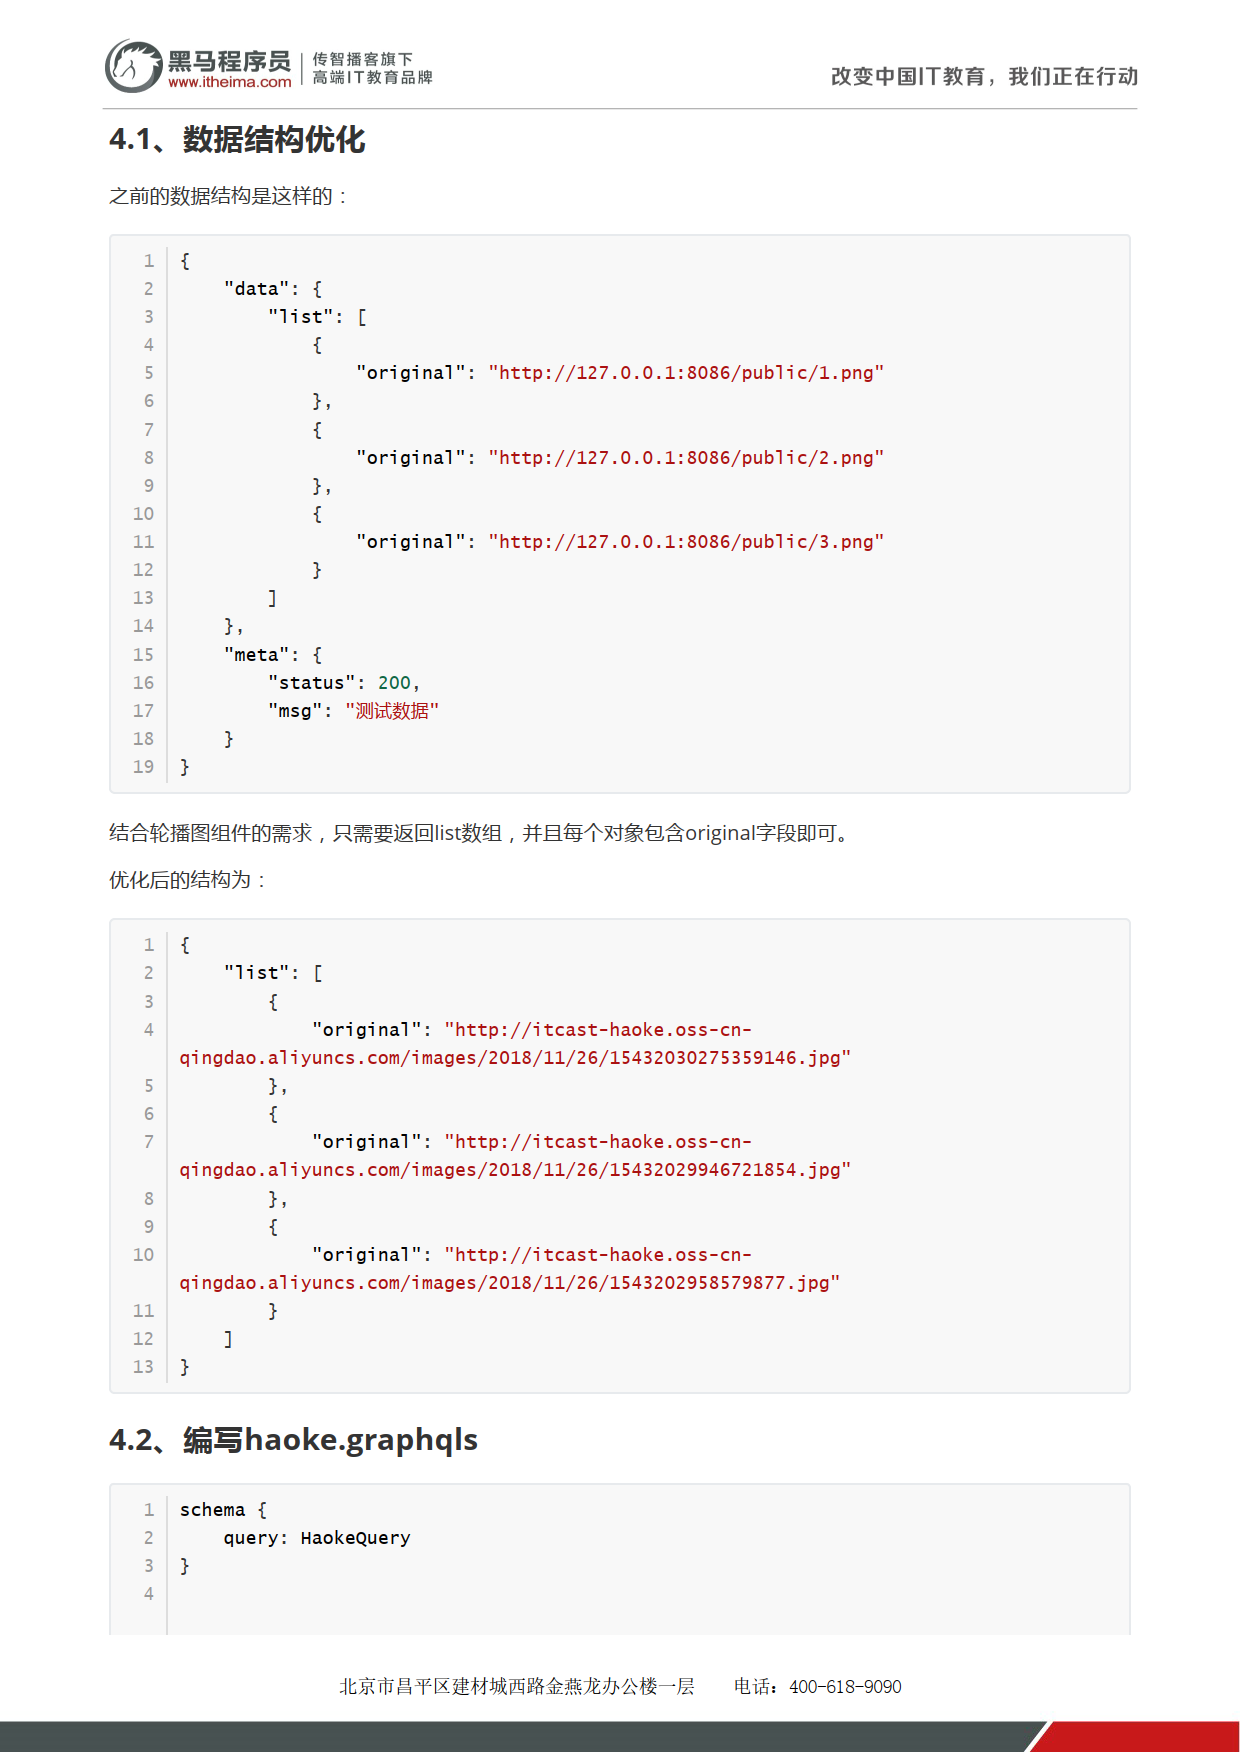 黑马程序员
www.itheima.com
传智播客旗下
高端IT教育品牌
改变中国IT教育，我们正在行动
4.1、数据结构优化
之前的数据结构是这样的：
1 {
2     "data": {
3         "list": [
4             {
5                 "original": "http://127.0.0.1:8086/public/1.png"
6             },
7             {
8                 "original": "http://127.0.0.1:8086/public/2.png"
9             },
10             {
11                 "original": "http://127.0.0.1:8086/public/3.png"
12             }
13         ]
14     },
15     "meta": {
16         "status": 200,
17         "msg": "测试数据"
18     }
19 }
结合轮播图组件的需求，只需要返回list数组，并且每个对象包含original字段即可。
优化后的结构为：
1 {
2     "list": [
3         {
4             "original": "http://itcast-haoke.oss-cn-
qingdao.aliyuncs.com/images/2018/11/26/15432030275359146.jpg"
5         },
6         {
7             "original": "http://itcast-haoke.oss-cn-
qingdao.aliyuncs.com/images/2018/11/26/15432029946721854.jpg"
8         },
9         {
10             "original": "http://itcast-haoke.oss-cn-
qingdao.aliyuncs.com/images/2018/11/26/1543202958579877.jpg"
11         }
12     ]
13 }
4.2、编写haoke.graphqls
1 schema {
2     query: HaokeQuery
3 }
4
北京市昌平区建材城西路金燕龙办公楼一层    电话：400-618-9090